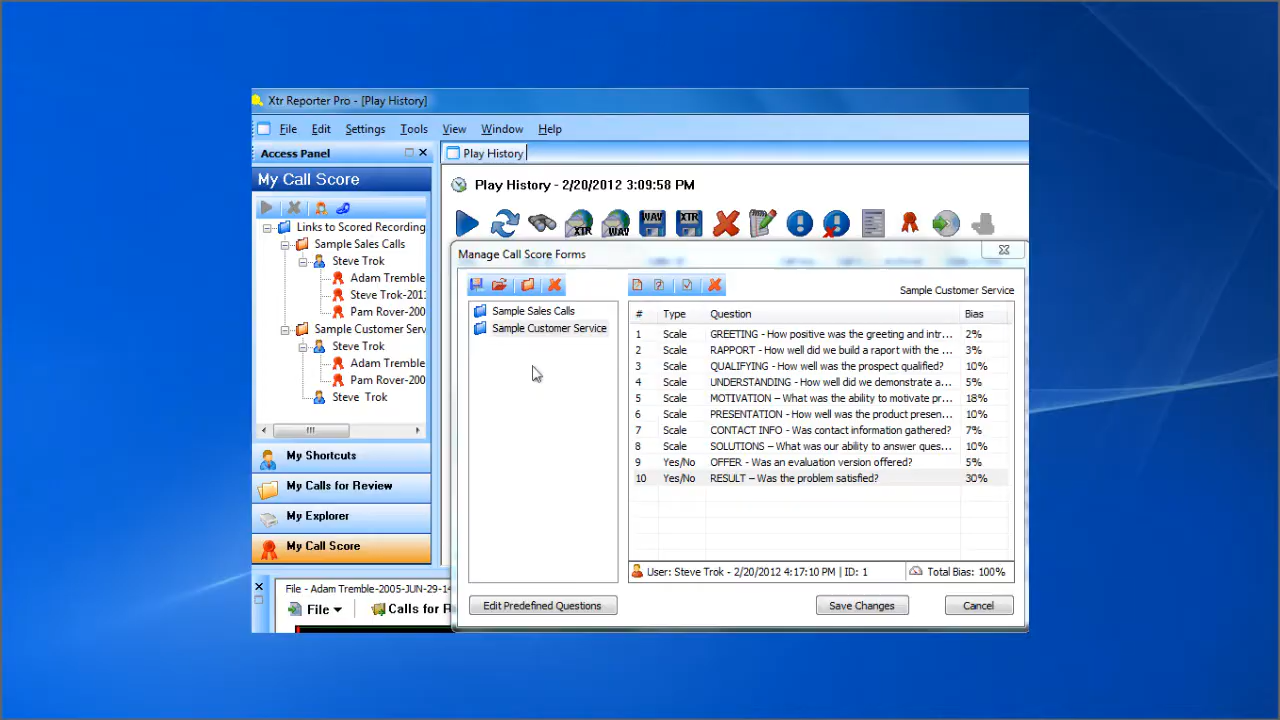 Xtr Reporter Pro - [Play History]
File Edit Settings Tools View Window Help
Access Panel
Play History
My Call Score
Play History - 2/20/2012 3:09:58 PM
XTR WAV WAV XTR
Links to Scored Recording
Sample Sales Calls
Steve Trok
Adam Tremble
Steve Trok-201
Pam Rover-200
Sample Customer Serv
Steve Trok
Adam Tremble
Pam Rover-200
Steve Trok
My Shortcuts
My Calls for Review
My Explorer
My Call Score
Manage Call Score Forms
Sample Customer Service
Sample Sales Calls
Sample Customer Service
# Type Question Bias
1 Scale GREETING - How positive was the greeting and intr... 2%
2 Scale RAPPORT - How well did we build a raport with the ... 3%
3 Scale QUALIFYING - How well was the prospect qualified? 10%
4 Scale UNDERSTANDING - How well did we demonstrate a... 5%
5 Scale MOTIVATION – What was the ability to motivate pr... 18%
6 Scale PRESENTATION - How well was the product presen... 10%
7 Scale CONTACT INFO - Was contact information gathered? 7%
8 Scale SOLUTIONS – What was our ability to answer ques... 10%
9 Yes/No OFFER - Was an evaluation version offered? 5%
10 Yes/No RESULT – Was the problem satisfied? 30%
User: Steve Trok - 2/20/2012 4:17:10 PM | ID: 1 Total Bias: 100%
Edit Predefined Questions Save Changes Cancel
File - Adam Tremble-2005-JUN-29-14
File Calls for R